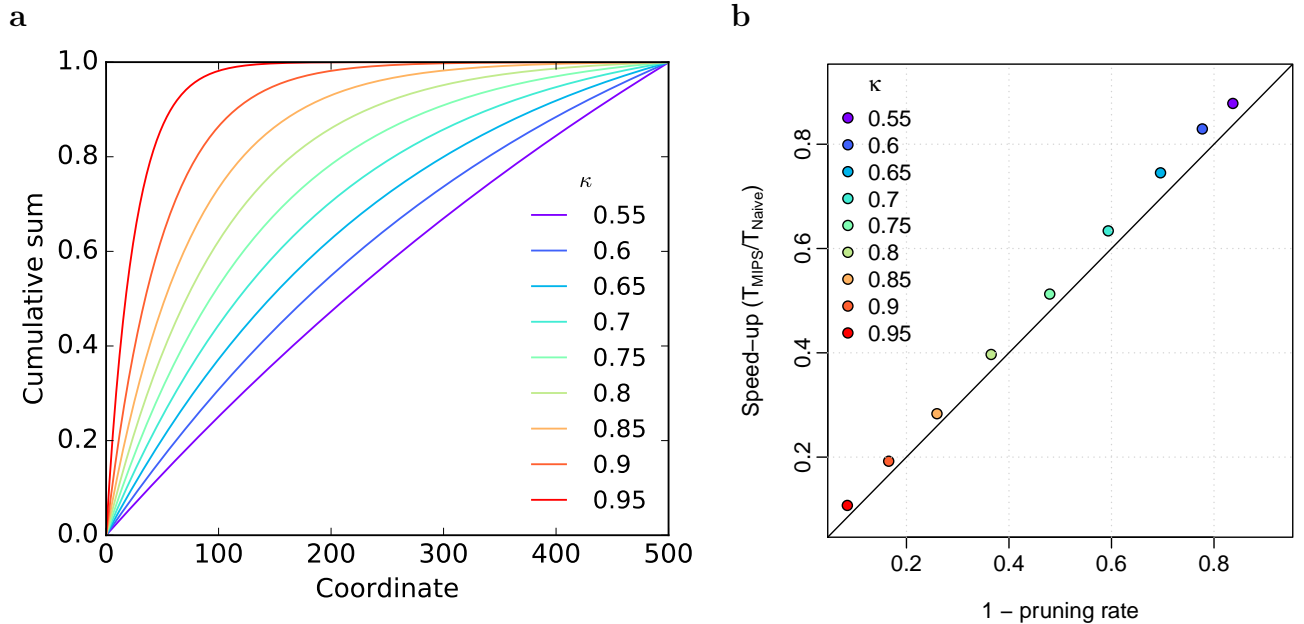 a
Cumulative sum
1.0
0.8
0.6
0.4
0.2
0.0
0 100 200 300 400 500
Coordinate
κ
0.55
0.6
0.65
0.7
0.75
0.8
0.85
0.9
0.95
b
Speed−up (T_MIPS/T_Naive)
0.8
0.6
0.4
0.2
0.2 0.4 0.6 0.8
1 − pruning rate
κ
0.55
0.6
0.65
0.7
0.75
0.8
0.85
0.9
0.95